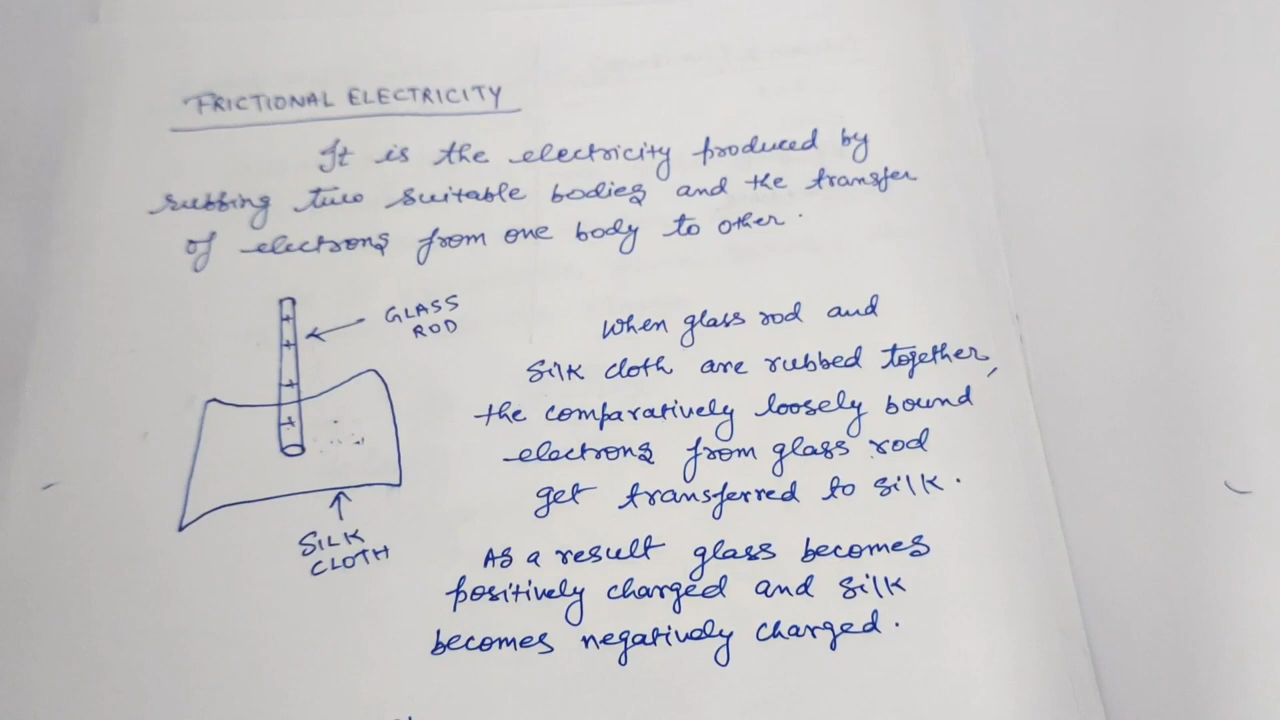 FRICTIONAL ELECTRICITY
It is the electricity produced by
rubbing two suitable bodies and the transfer
of electrons from one body to other.
GLASS
ROD
When glass rod and
silk cloth are rubbed together,
the comparatively loosely bound
electrons from glass rod
get transferred to silk.
SILK
CLOTH
As a result glass becomes
positively charged and silk
becomes negatively charged.